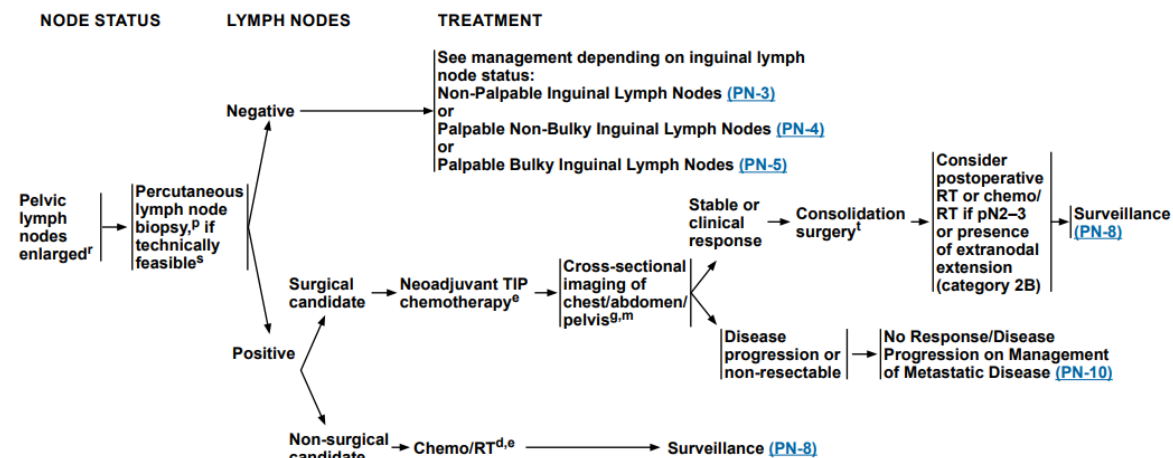 NODE STATUS
LYMPH NODES
TREATMENT
See management depending on inguinal lymph
node status:
Non-Palpable Inguinal Lymph Nodes (PN-3)
or
Palpable Non-Bulky Inguinal Lymph Nodes (PN-4)
or
Palpable Bulky Inguinal Lymph Nodes (PN-5)
Negative
Pelvic
lymph
nodes
enlargedʳ
Percutaneous
lymph node
biopsy,ᵖ if
technically
feasibleˢ
Positive
Surgical
candidate
Neoadjuvant TIP
chemotherapyᵉ
Cross-sectional
imaging of
chest/abdomen/
pelvisᵍ,ᵐ
Stable or
clinical
response
Consolidation
surgeryᵗ
Consider
postoperative
RT or chemo/
RT if pN2–3
or presence
of extranodal
extension
(category 2B)
Surveillance
(PN-8)
Disease
progression or
non-resectable
No Response/Disease
Progression on Management
of Metastatic Disease (PN-10)
Non-surgical
candidate
Chemo/RTᵈ,ᵉ
Surveillance (PN-8)